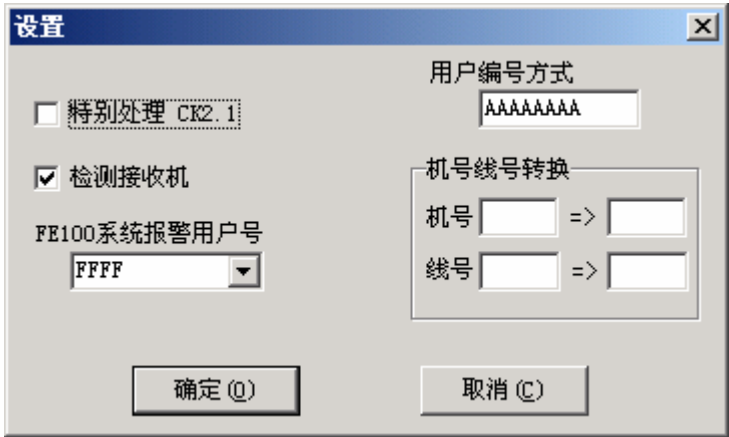 设置
用户编号方式
特别处理 CK2.1
AAAAAAAA
检测接收机
机号线号转换
机号 =>
FE100系统报警用户号
FFFF
线号 =>
确定(O)
取消(C)